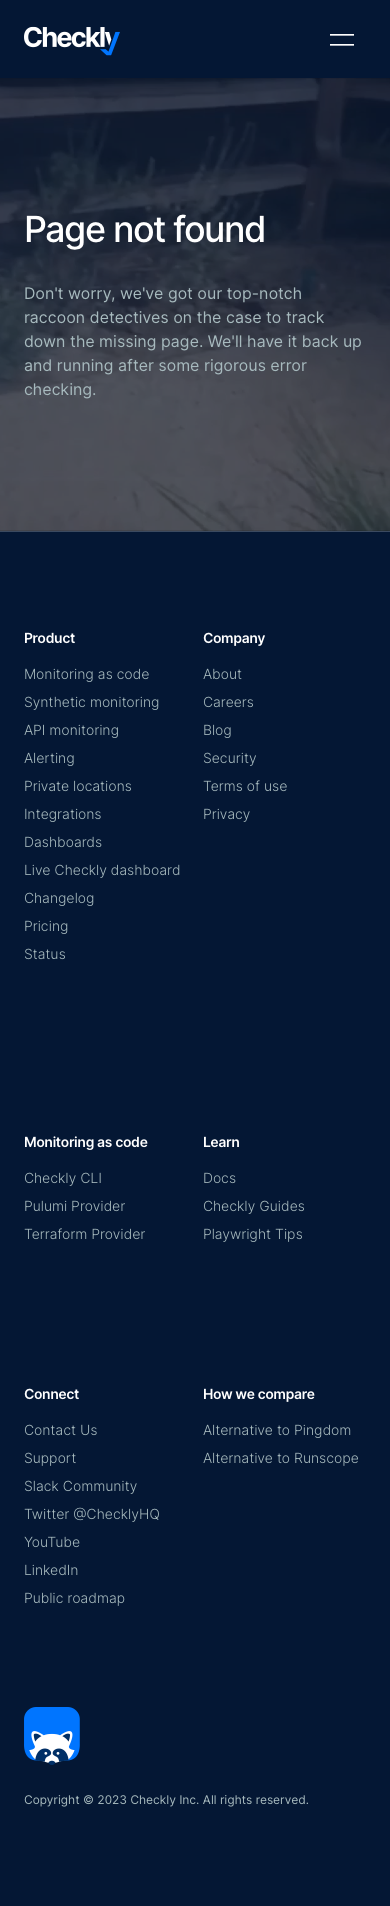 Checkly
Page not found
Don't worry, we've got our top-notch
raccoon detectives on the case to track
down the missing page. We'll have it back up
and running after some rigorous error
checking.
Product
Monitoring as code
Synthetic monitoring
API monitoring
Alerting
Private locations
Integrations
Dashboards
Live Checkly dashboard
Changelog
Pricing
Status
Company
About
Careers
Blog
Security
Terms of use
Privacy
Monitoring as code
Checkly CLI
Pulumi Provider
Terraform Provider
Learn
Docs
Checkly Guides
Playwright Tips
Connect
Contact Us
Support
Slack Community
Twitter @ChecklyHQ
YouTube
LinkedIn
Public roadmap
How we compare
Alternative to Pingdom
Alternative to Runscope
Copyright © 2023 Checkly Inc. All rights reserved.